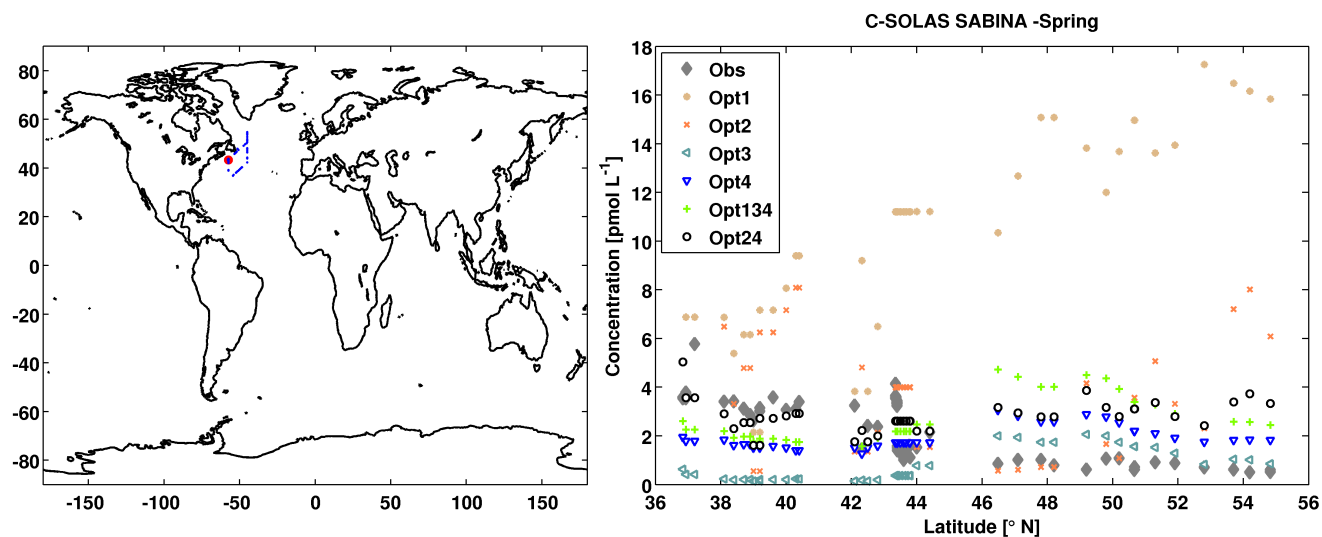 C-SOLAS SABINA -Spring
80
60
40
20
0
-20
-40
-60
-80
-150 -100 -50 0 50 100 150
Concentration [pmol L-1]
18
16
14
12
10
8
6
4
2
0
Obs
Opt1
Opt2
Opt3
Opt4
Opt134
Opt24
36 38 40 42 44 46 48 50 52 54 56
Latitude [° N]